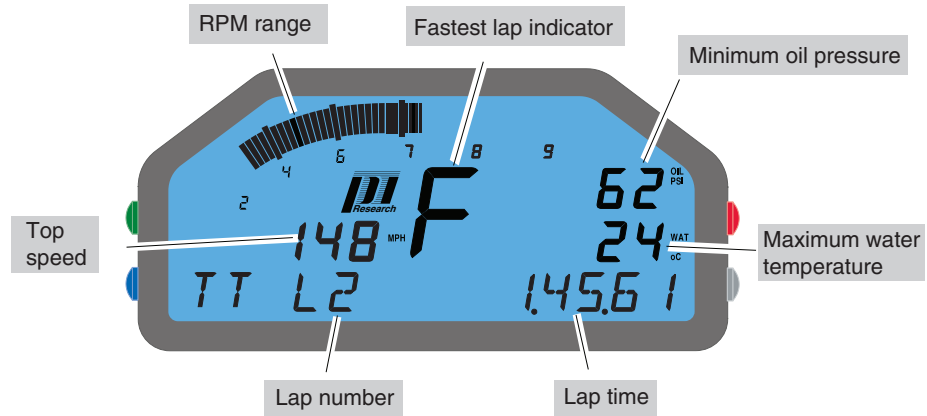 RPM range
Fastest lap indicator
Minimum oil pressure
2 4 6 7 8 9
PI Research
F
62 OIL PSI
Top speed
148 MPH
24 WAT oC
Maximum water temperature
TT L2 1.45.61
Lap number
Lap time